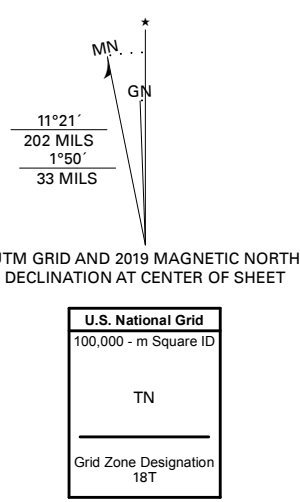 ★
MN
GN
11°21´
202 MILS
1°50´
33 MILS
UTM GRID AND 2019 MAGNETIC NORTH
DECLINATION AT CENTER OF SHEET
U.S. National Grid
100,000 - m Square ID
TN
Grid Zone Designation
18T